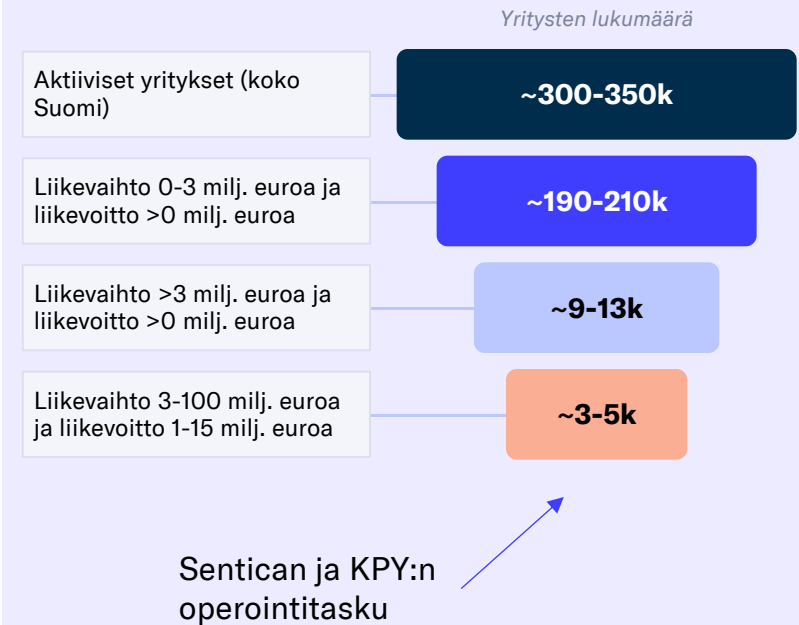 Yritysten lukumäärä
Aktiiviset yritykset (koko
Suomi)
~300-350k
Liikevaihto 0-3 milj. euroa ja
liikevoitto >0 milj. euroa
~190-210k
Liikevaihto >3 milj. euroa ja
liikevoitto >0 milj. euroa
~9-13k
Liikevaihto 3-100 milj. euroa
ja liikevoitto 1-15 milj. euroa
~3-5k
Sentican ja KPY:n
operointitasku